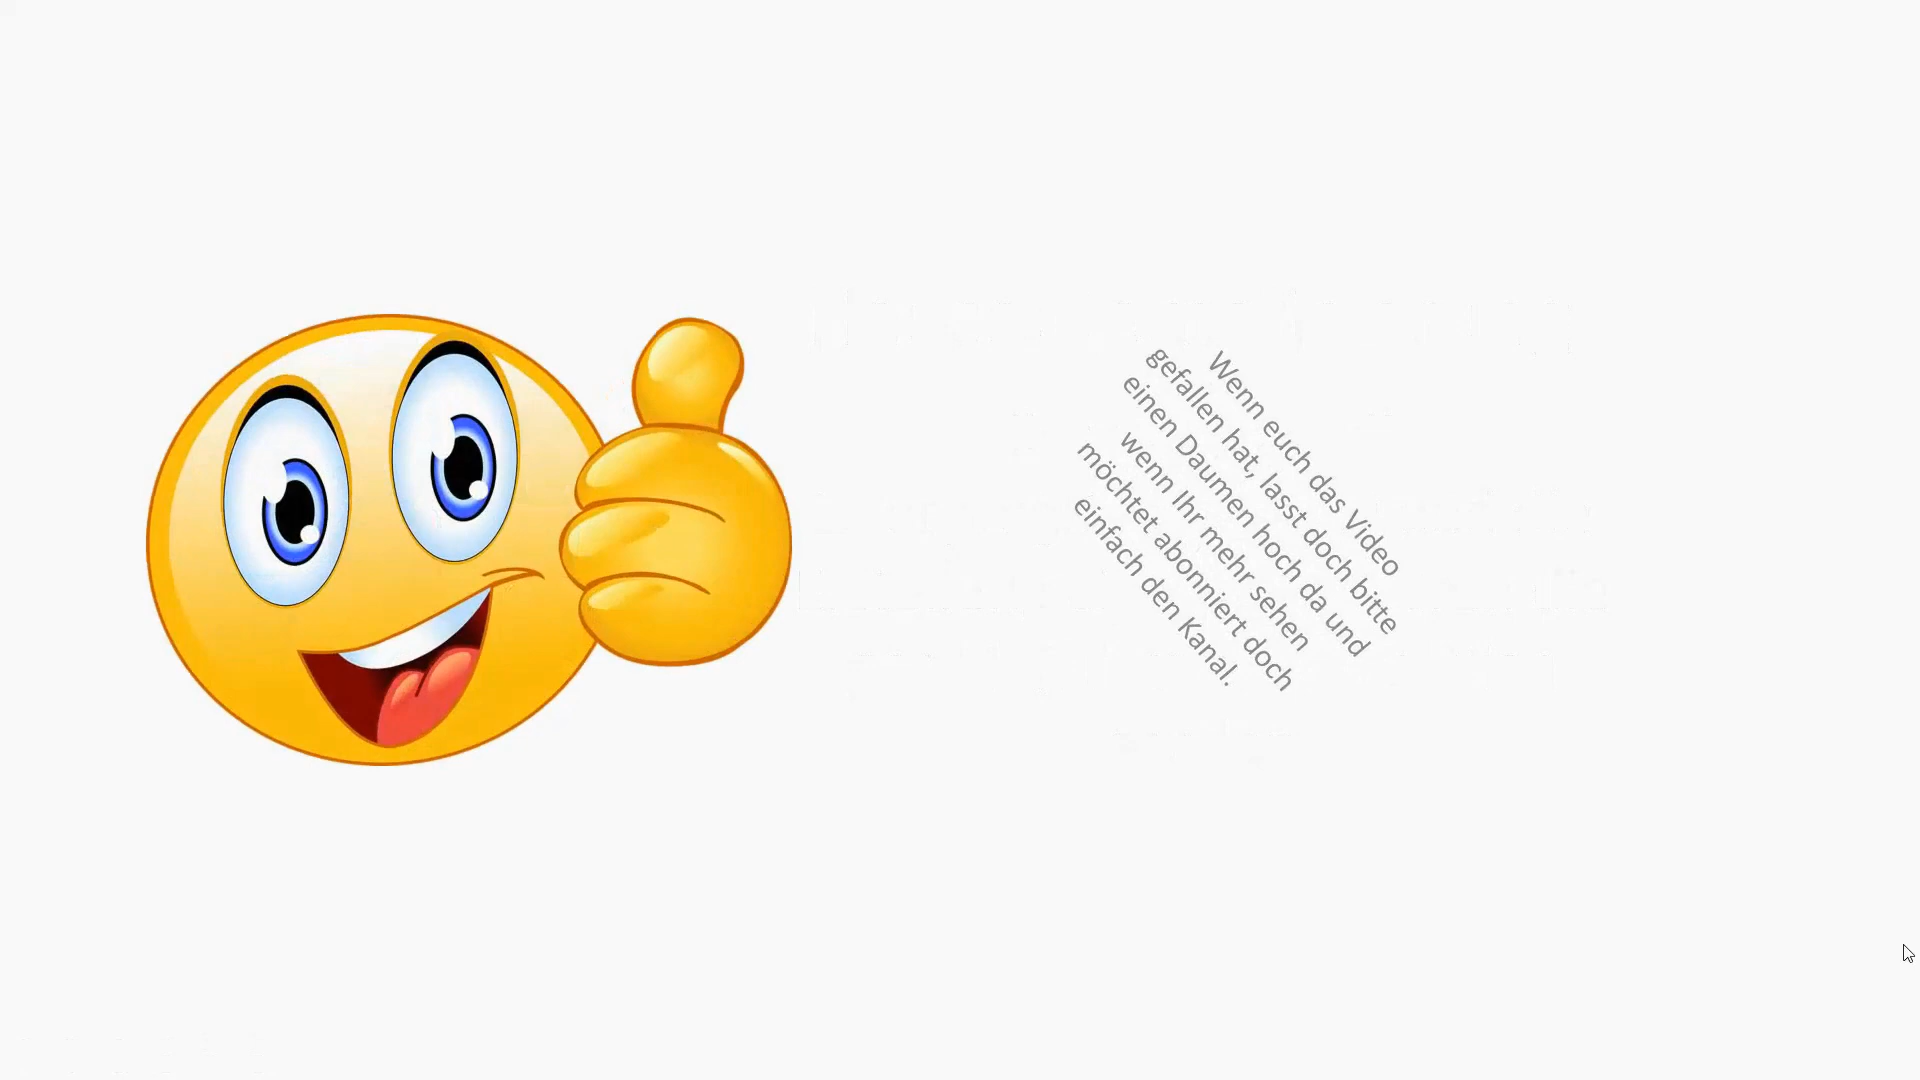 Wenn euch das Video
gefallen hat, lasst doch bitte
einen Daumen hoch da und
wenn Ihr mehr sehen
möchtet abonniert doch
einfach den Kanal.